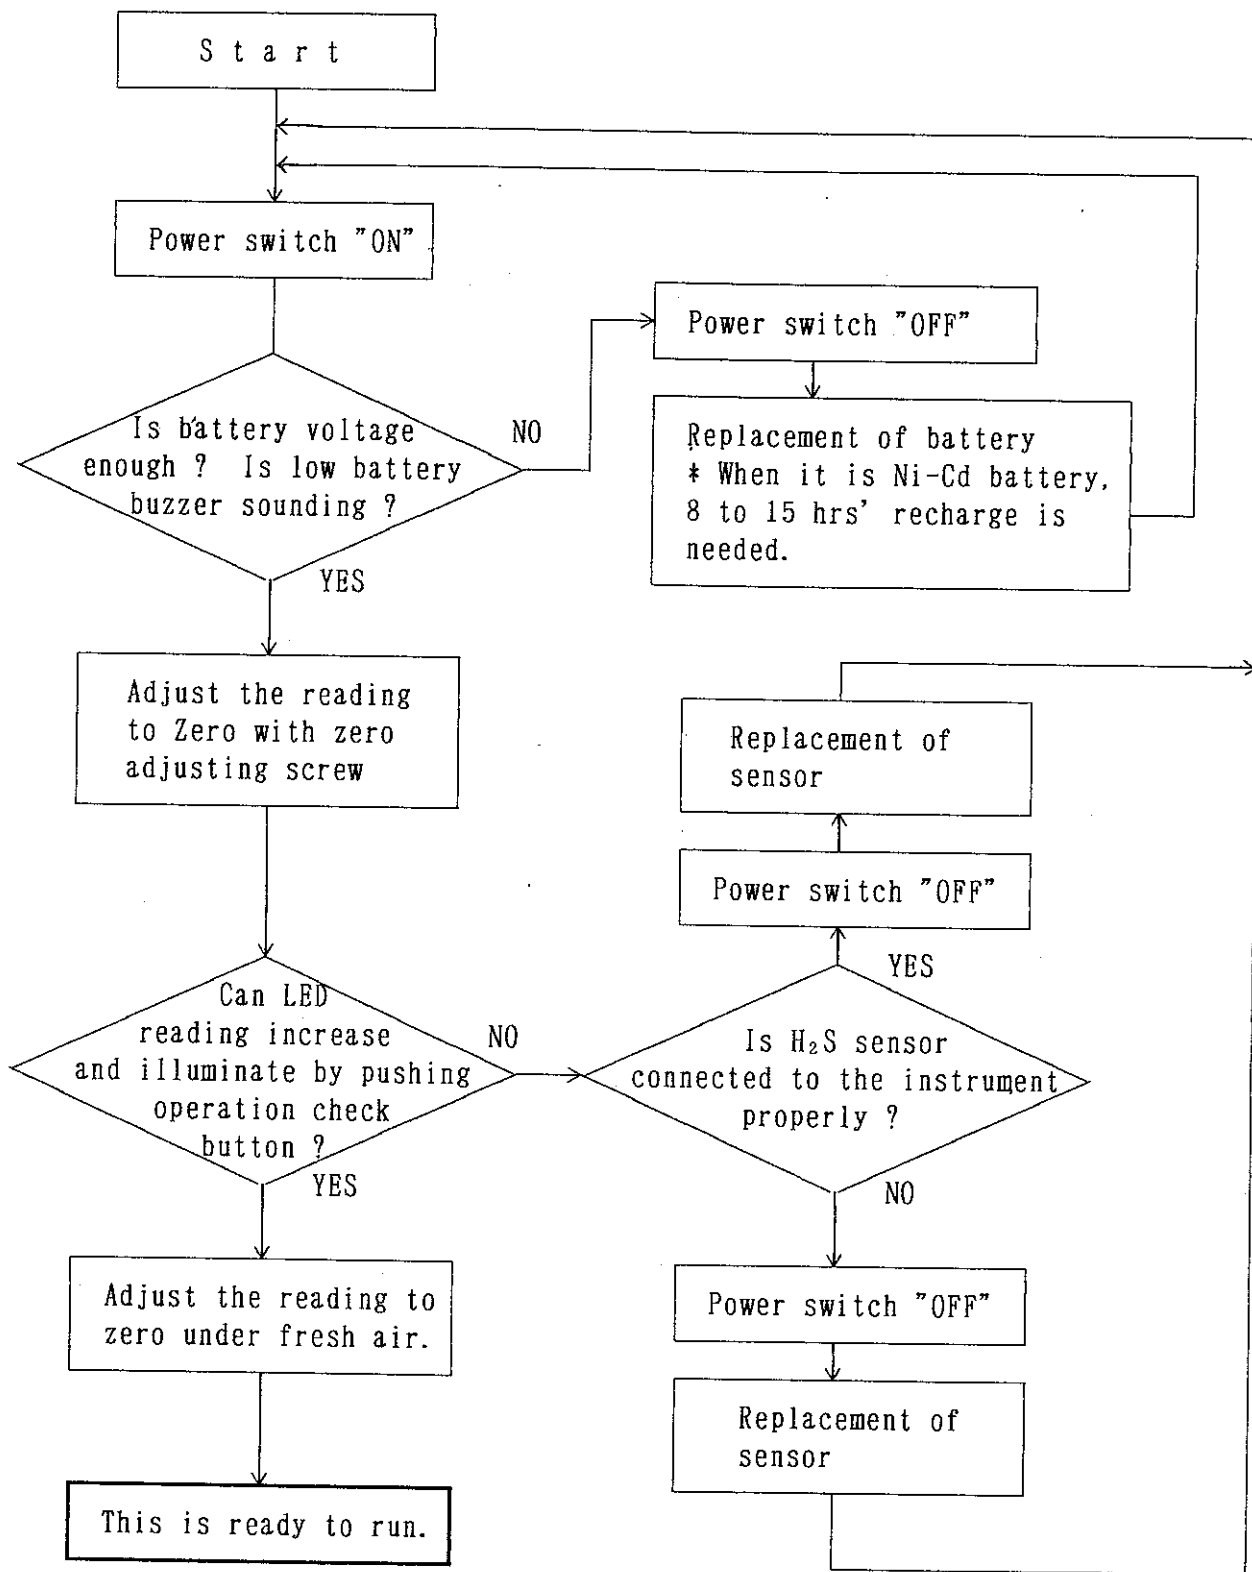 Start
Power switch "ON"
Power switch "OFF"
Is battery voltage
enough ? Is low battery
buzzer sounding ?
NO
Replacement of battery
* When it is Ni-Cd battery,
8 to 15 hrs' recharge is
needed.
YES
Adjust the reading
to Zero with zero
adjusting screw
Replacement of
sensor
Power switch "OFF"
YES
Can LED
reading increase
and illuminate by pushing
operation check
button ?
NO
Is H₂S sensor
connected to the instrument
properly ?
YES
NO
Adjust the reading to
zero under fresh air.
Power switch "OFF"
Replacement of
sensor
This is ready to run.